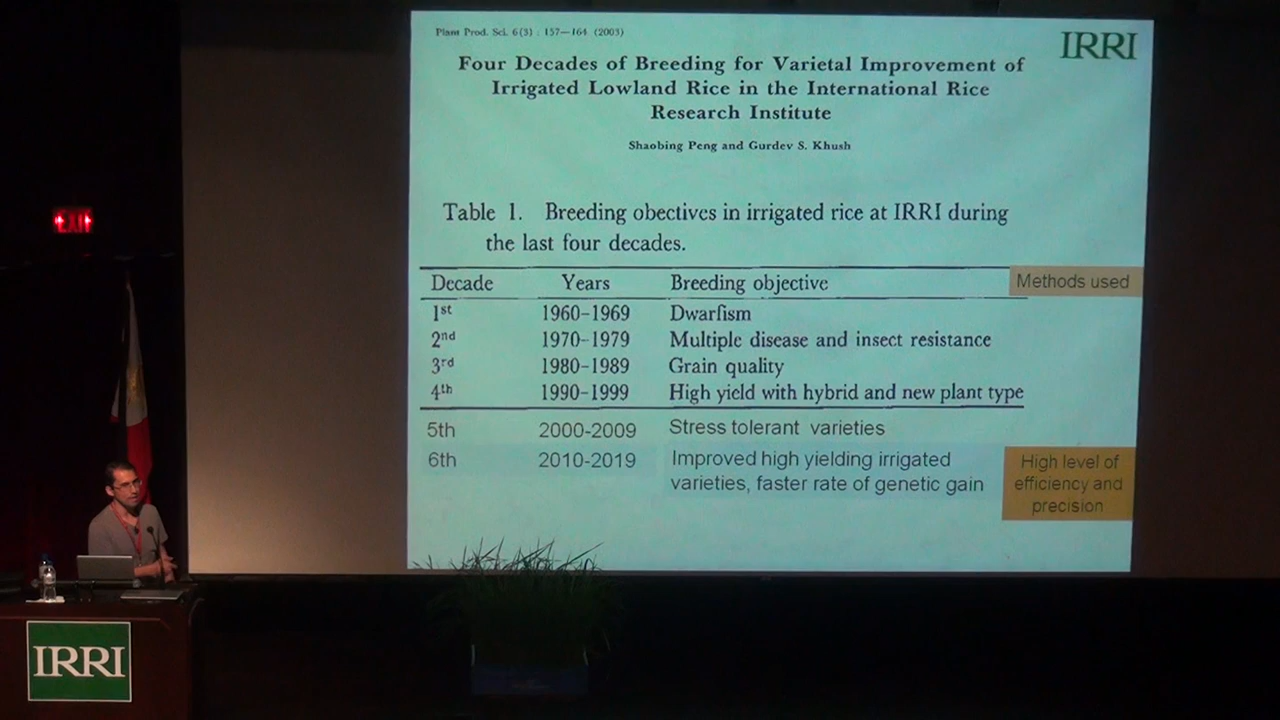 Plant Prod. Sci. 6(3) : 157—164 (2003)
IRRI
Four Decades of Breeding for Varietal Improvement of
Irrigated Lowland Rice in the International Rice
Research Institute
Shaobing Peng and Gurdev S. Khush
Table 1. Breeding obectives in irrigated rice at IRRI during
the last four decades.
Decade Years Breeding objective Methods used
1st 1960–1969 Dwarfism
2nd 1970–1979 Multiple disease and insect resistance
3rd 1980–1989 Grain quality
4th 1990–1999 High yield with hybrid and new plant type
5th 2000-2009 Stress tolerant varieties
6th 2010-2019 Improved high yielding irrigated
varieties, faster rate of genetic gain
High level of
efficiency and
precision
EXIT
IRRI